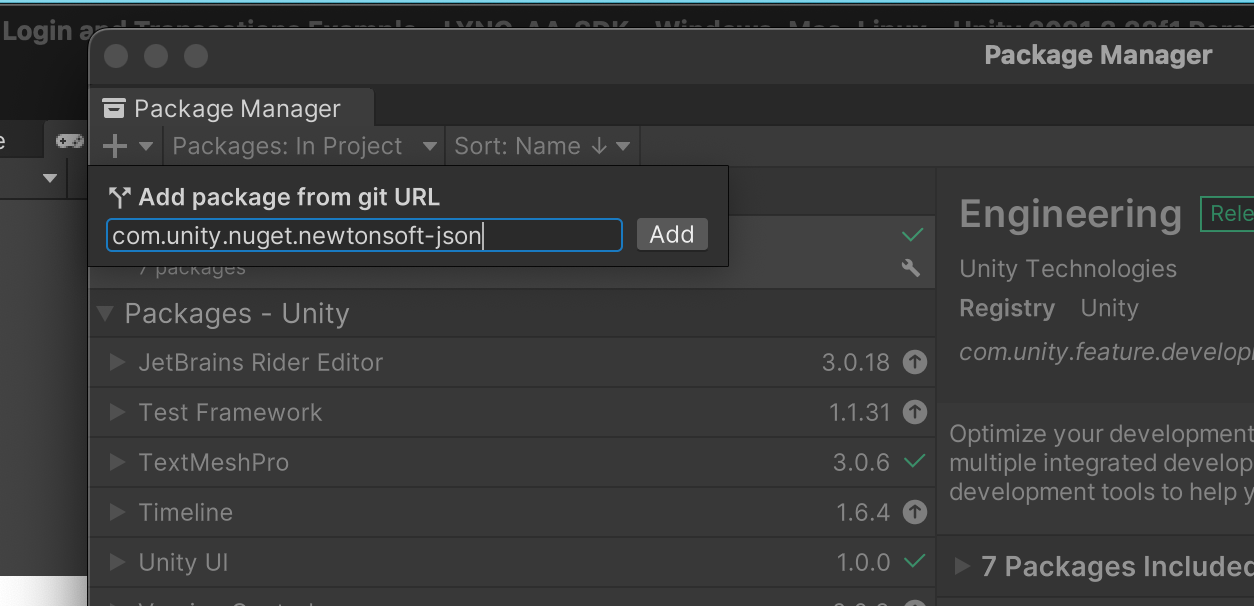 Login and Transactions Example - LYNC-AA-SDK - Windows, Mac, Linux - Unity 2021.3.22f1 Pers
Package Manager
Package Manager
Packages: In Project
Sort: Name ↓
Add package from git URL
com.unity.nuget.newtonsoft-json
Add
7 packages
Packages - Unity
JetBrains Rider Editor 3.0.18
Test Framework 1.1.31
TextMeshPro 3.0.6
Timeline 1.6.4
Unity UI 1.0.0
Engineering Rele
Unity Technologies
Registry Unity
com.unity.feature.develop
Optimize your development
multiple integrated develop
development tools to help y
7 Packages Included